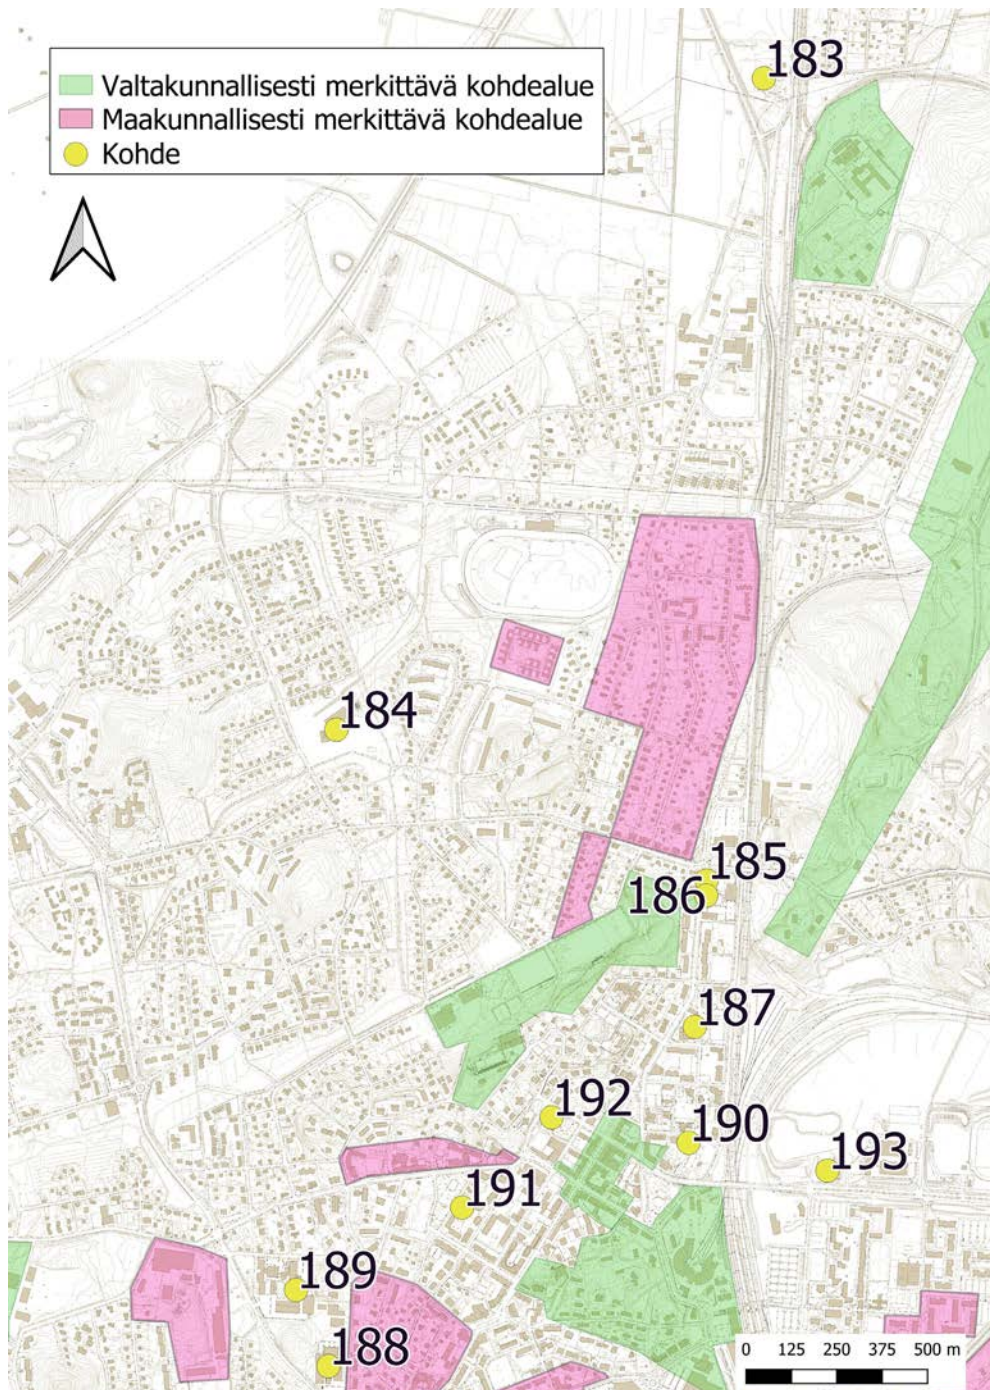 183
Valtakunnallisesti merkittävä kohdealue
Maakunnallisesti merkittävä kohdealue
Kohde
184
185
186
187
192
190
193
191
189
188
0 125 250 375 500 m